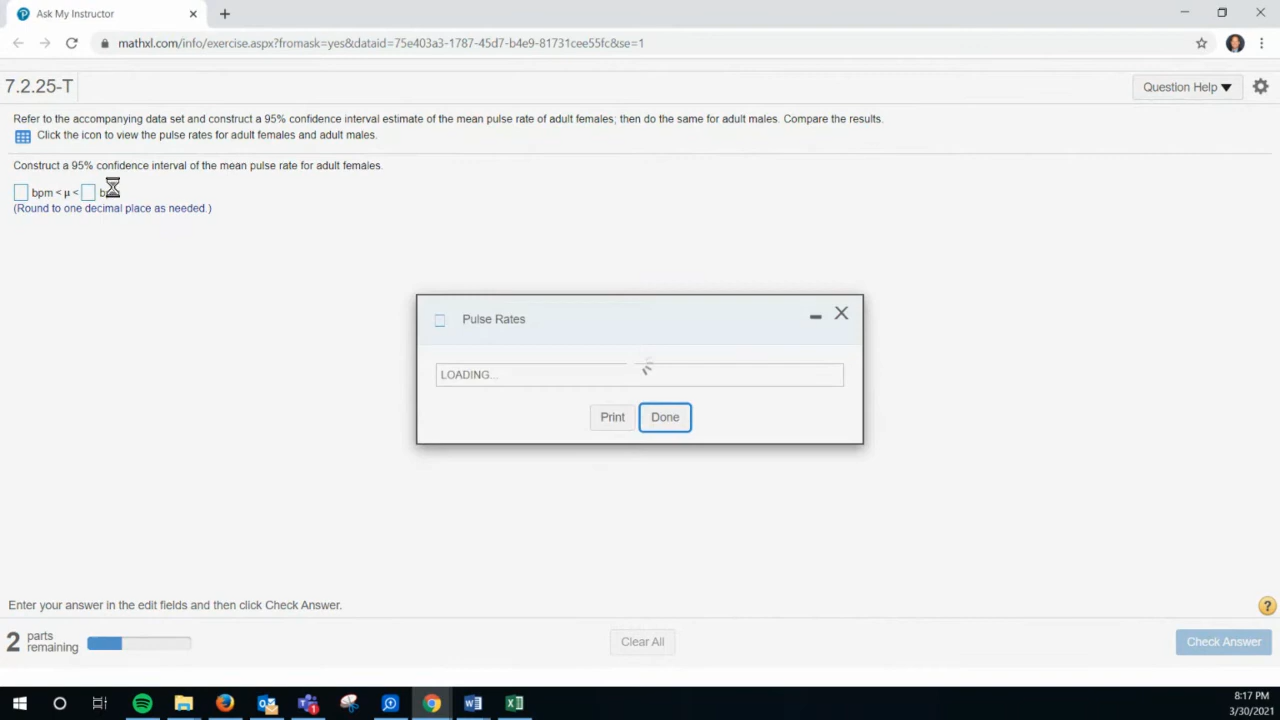 Ask My Instructor
mathxl.com/info/exercise.aspx?fromask=yes&dataid=75e403a3-1787-45d7-b4e9-81731cee55fc&se=1
7.2.25-T
Question Help
Refer to the accompanying data set and construct a 95% confidence interval estimate of the mean pulse rate of adult females; then do the same for adult males. Compare the results.
Click the icon to view the pulse rates for adult females and adult males.
Construct a 95% confidence interval of the mean pulse rate for adult females.
bpm < μ < b
(Round to one decimal place as needed.)
Pulse Rates
LOADING...
Print Done
Enter your answer in the edit fields and then click Check Answer.
?
2 parts remaining
Clear All
Check Answer
8:17 PM
3/30/2021